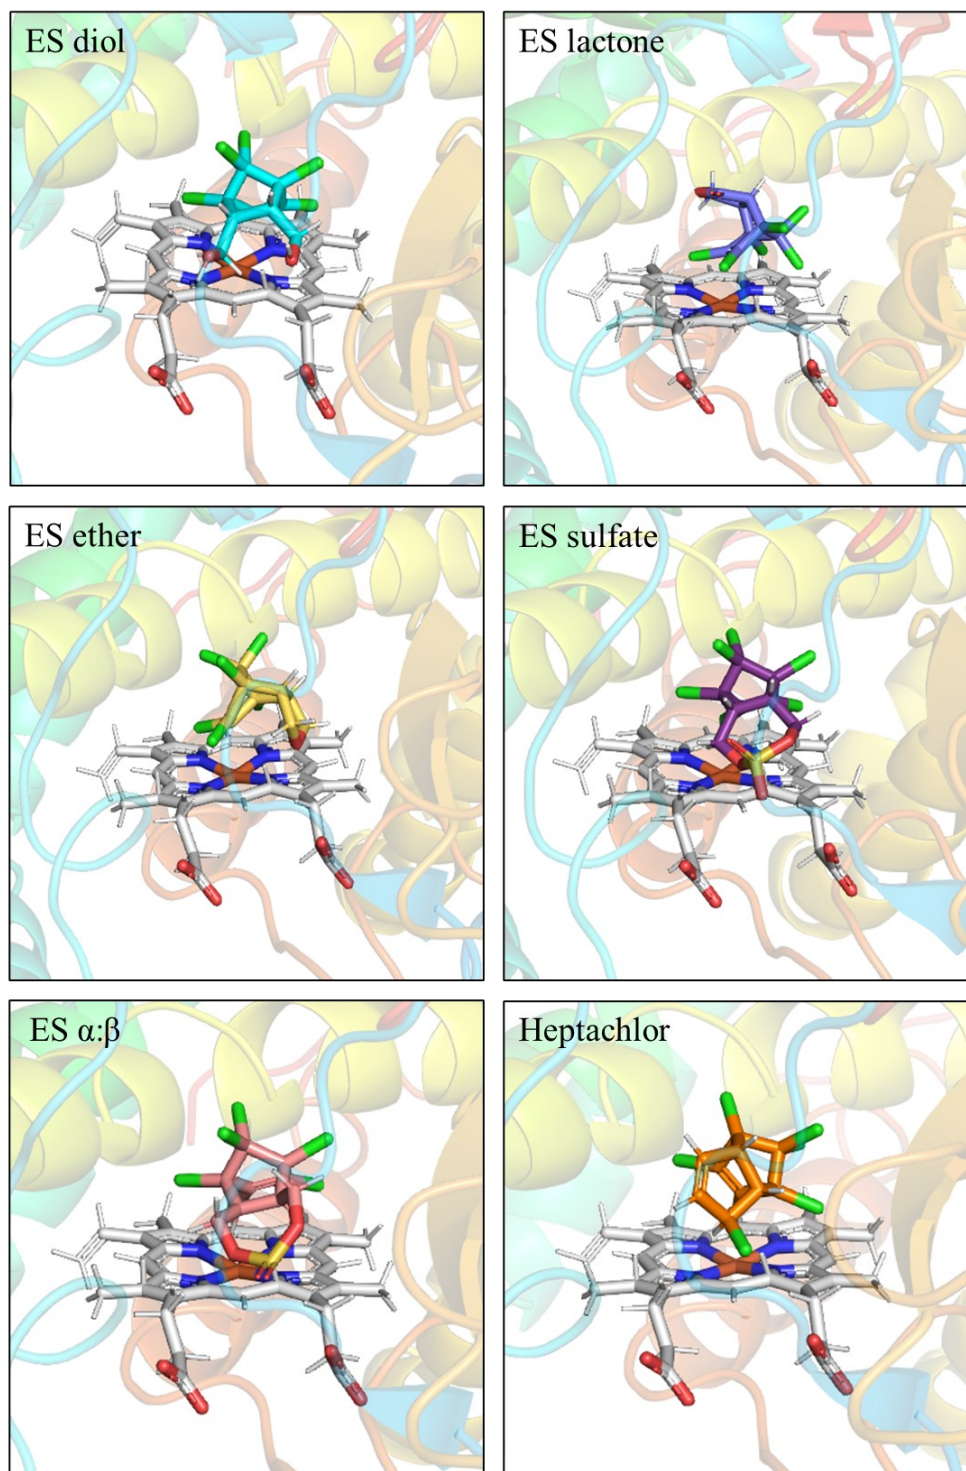 ES diol
ES lactone
ES ether
ES sulfate
ES α:β
Heptachlor